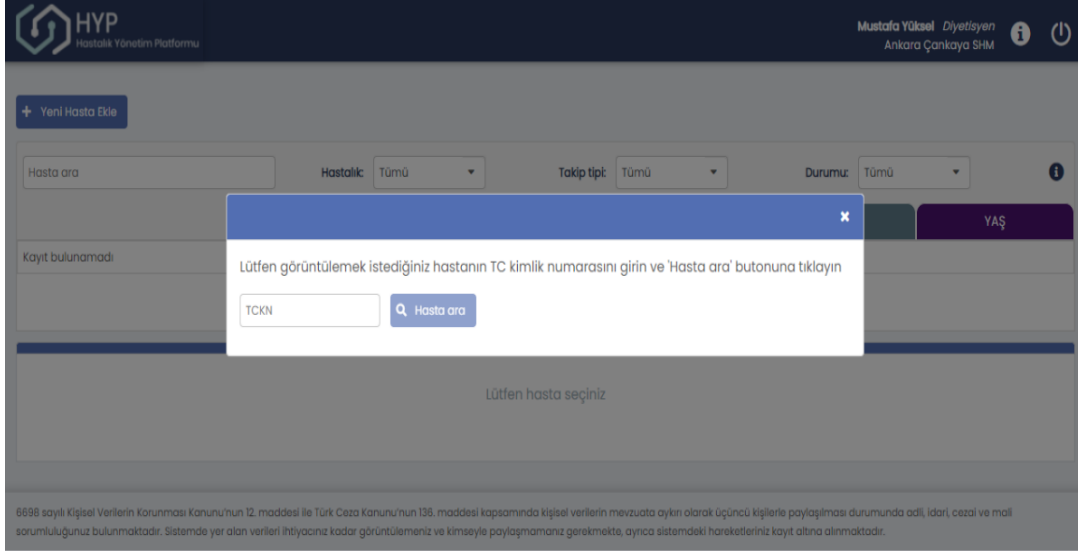 HYP
Hastalık Yönetim Platformu
Mustafa Yüksel Diyetisyen
Ankara Çankaya SHM
+ Yeni Hasta Ekle
Hasta ara
Hastalık: Tümü
Takip tipi: Tümü
Durumu: Tümü
YAŞ
Kayıt bulunamadı
Lütfen görüntülemek istediğiniz hastanın TC kimlik numarasını girin ve 'Hasta ara' butonuna tıklayın
TCKN
Hasta ara
Lütfen hasta seçiniz
6698 sayılı Kişisel Verilerin Korunması Kanunu'nun 12. maddesi ile Türk Ceza Kanunu'nun 136. maddesi kapsamında kişisel verilerin mevzuata aykırı olarak üçüncü kişilerle paylaşılması durumunda adli, idari, cezai ve mali
sorumluluğunuz bulunmaktadır. Sistemde yer alan verileri ihtiyacınız kadar görüntülemeniz ve kimseyle paylaşmamanız gerekmekte, ayrıca sistemdeki hareketleriniz kayıt altına alınmaktadır.